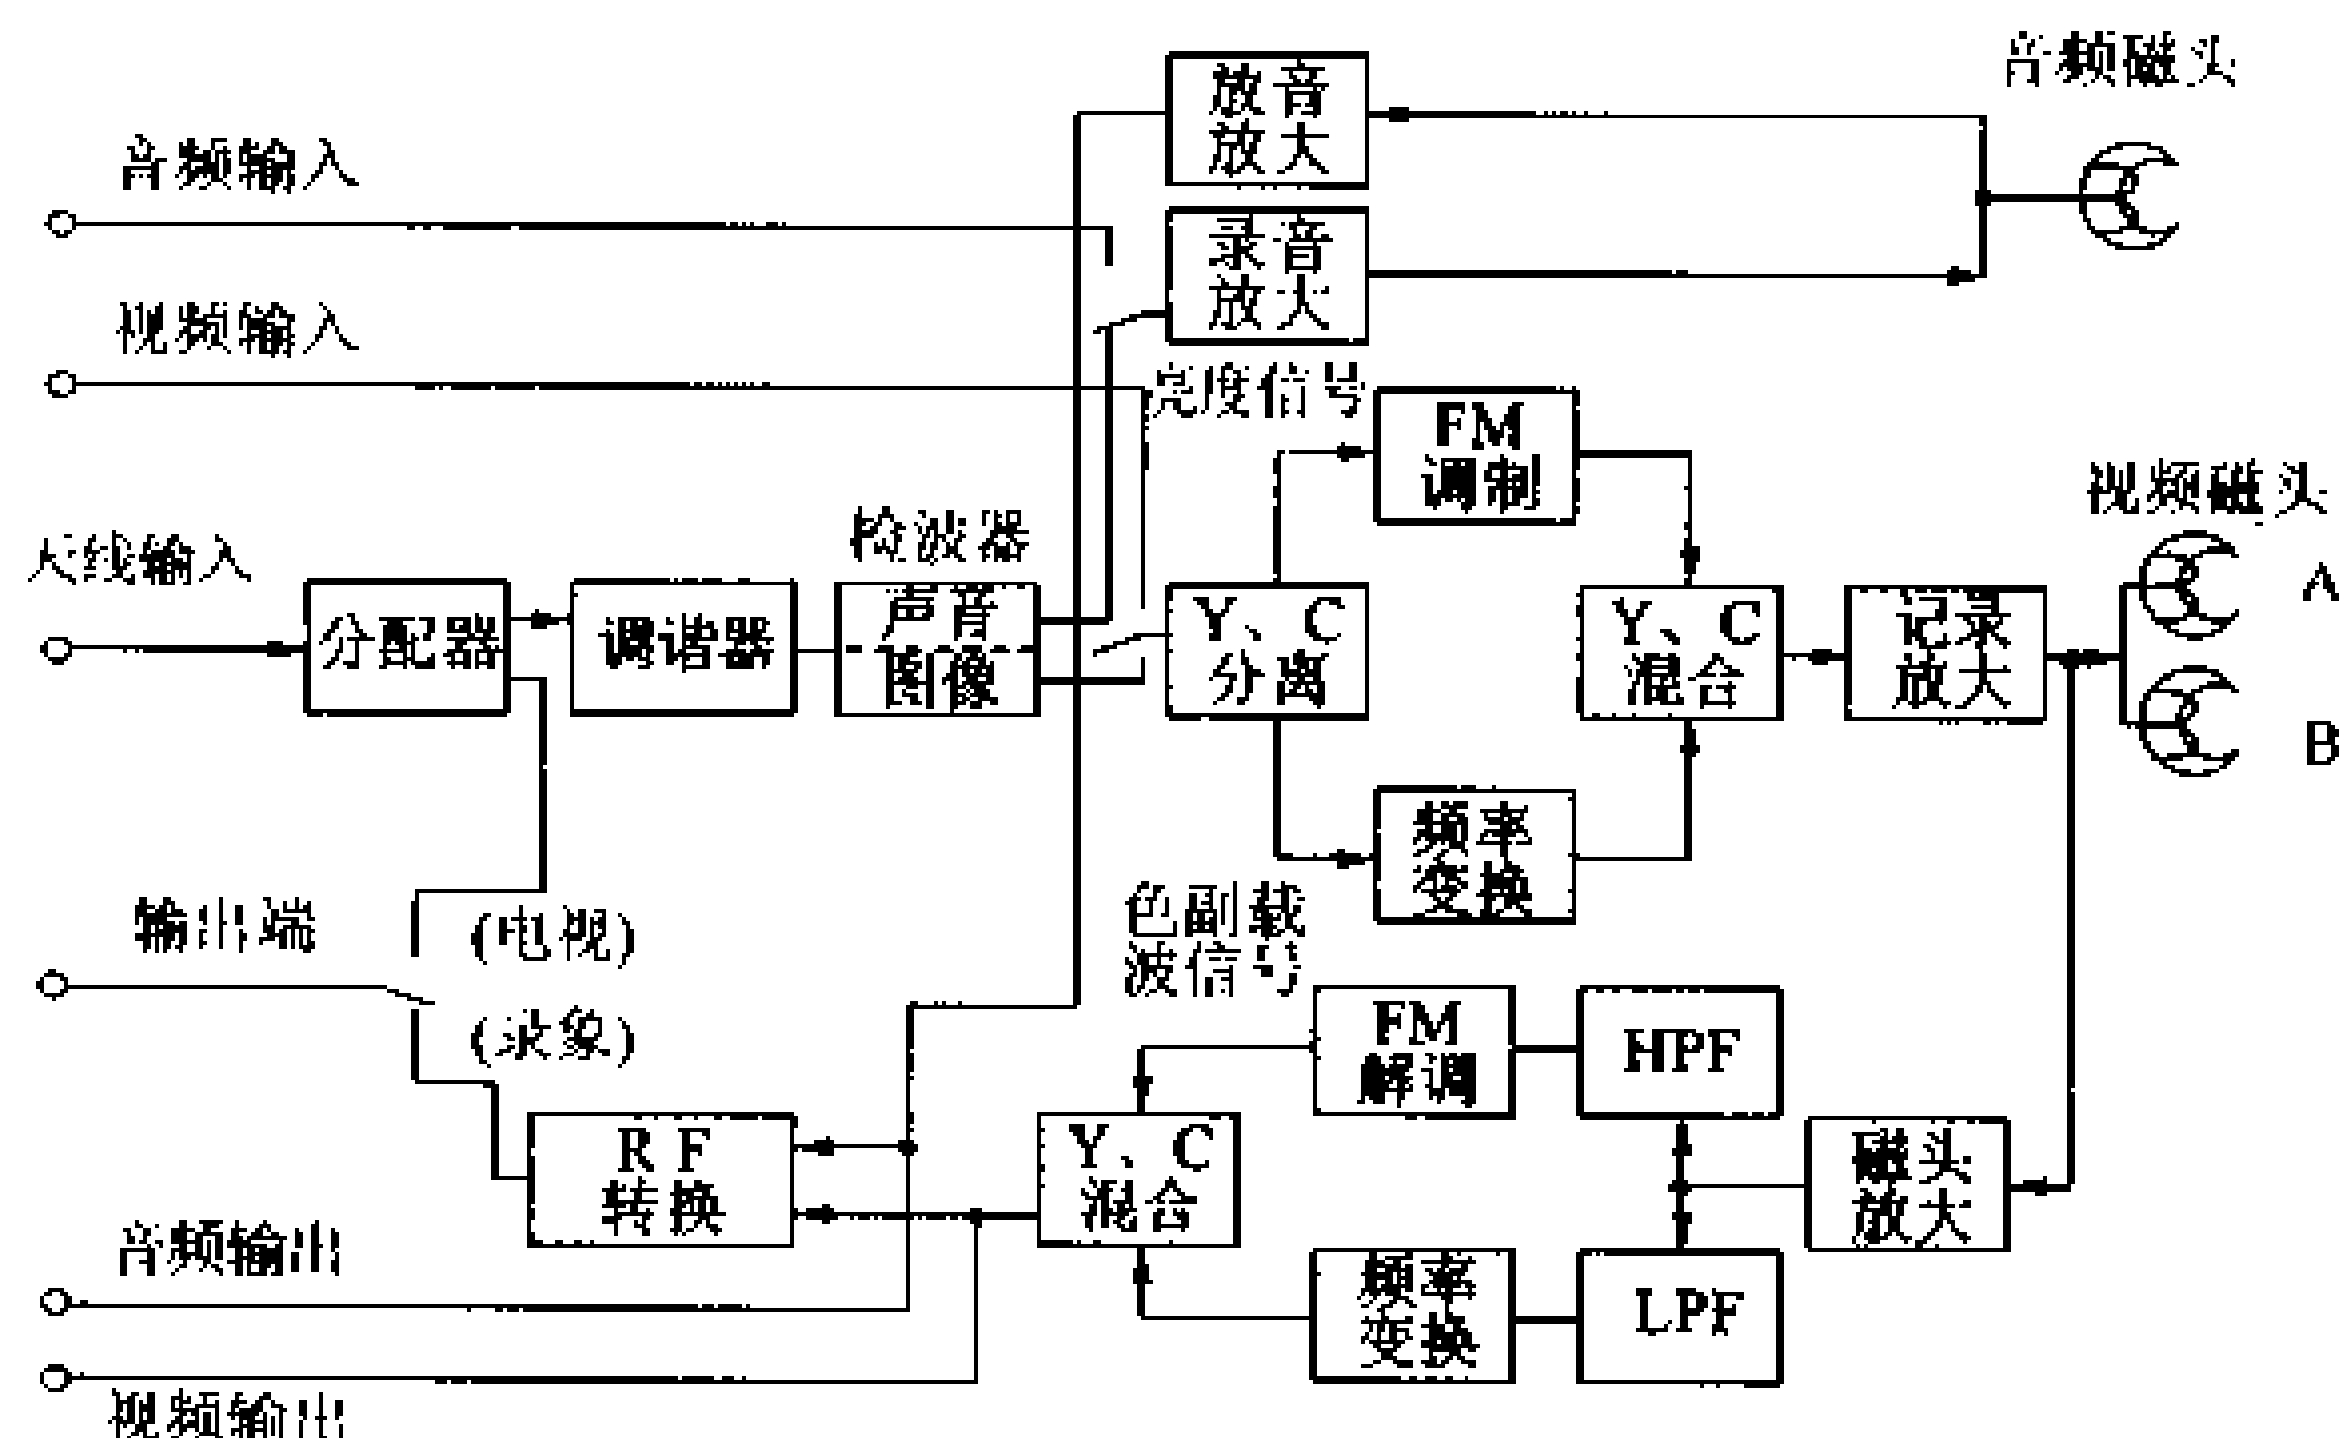 音频磁头
放音
放大
音频输入
录音
放大
视频输入
亮度信号
FM
调制
视频磁头
检波器
天线输入
A
分配器
调谐器
声音
图像
Y、C
分离
Y、C
混合
记录
放大
B
频率
变换
色副载
波信号
输出端
(电视)
(录象)
FM
解调
HPF
RF
转换
Y、C
混合
磁头
放大
音频输出
频率
变换
LPF
视频输出